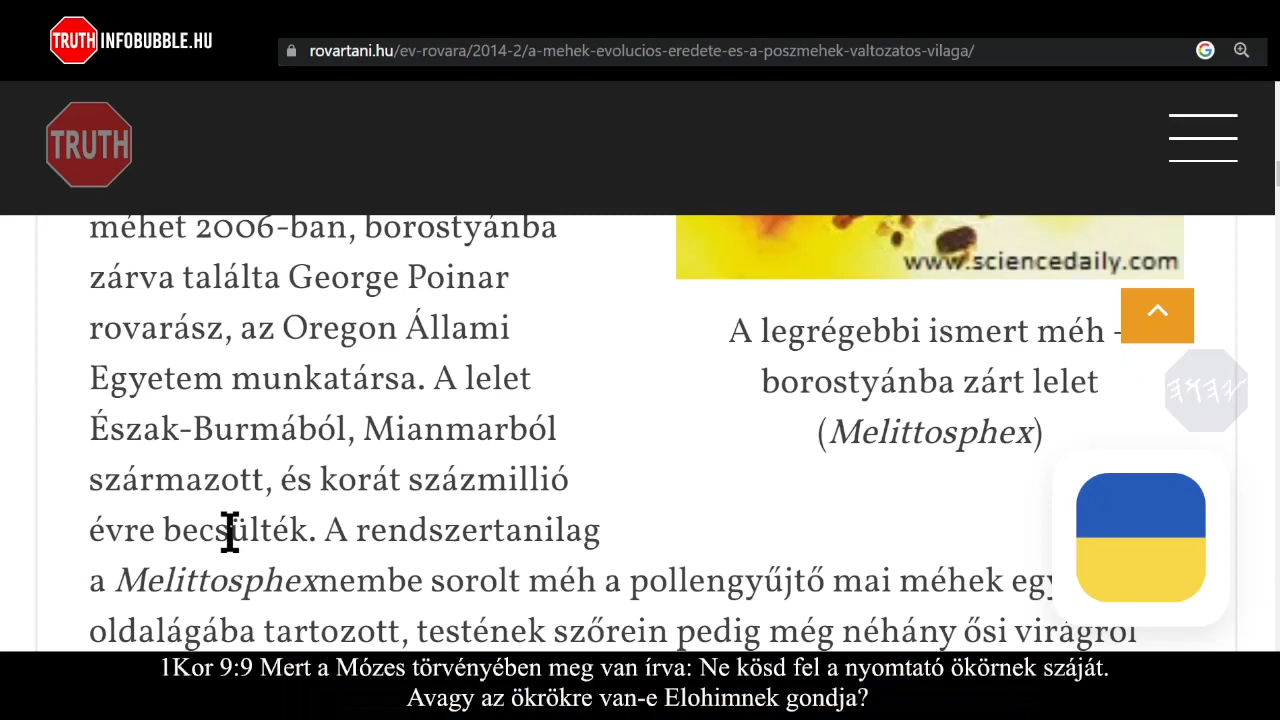 TRUTH INFOBUBBLE.HU
rovartani.hu/ev-rovara/2014-2/a-mehek-evolucios-eredete-es-a-poszmehek-valtozatos-vilaga/
TRUTH
méhet 2006-ban, borostyánba
zárva találta George Poinar
rovarász, az Oregon Állami
Egyetem munkatársa. A lelet
Észak-Burmából, Mianmarból
származott, és korát százmillió
évre becsülték. A rendszertanilag
a Melittosphexnembe sorolt méh a pollengyűjtő mai méhek
oldalágába tartozott, testének szőrein pedig még néhány ősi virágról
www.sciencedaily.com
A legrégebbi ismert méh -
borostyánba zárt lelet
(Melittosphex)
1Kor 9:9 Mert a Mózes törvényében meg van írva: Ne kösd fel a nyomtató ökörnek száját.
Avagy az ökrökre van-e Elohimnek gondja?